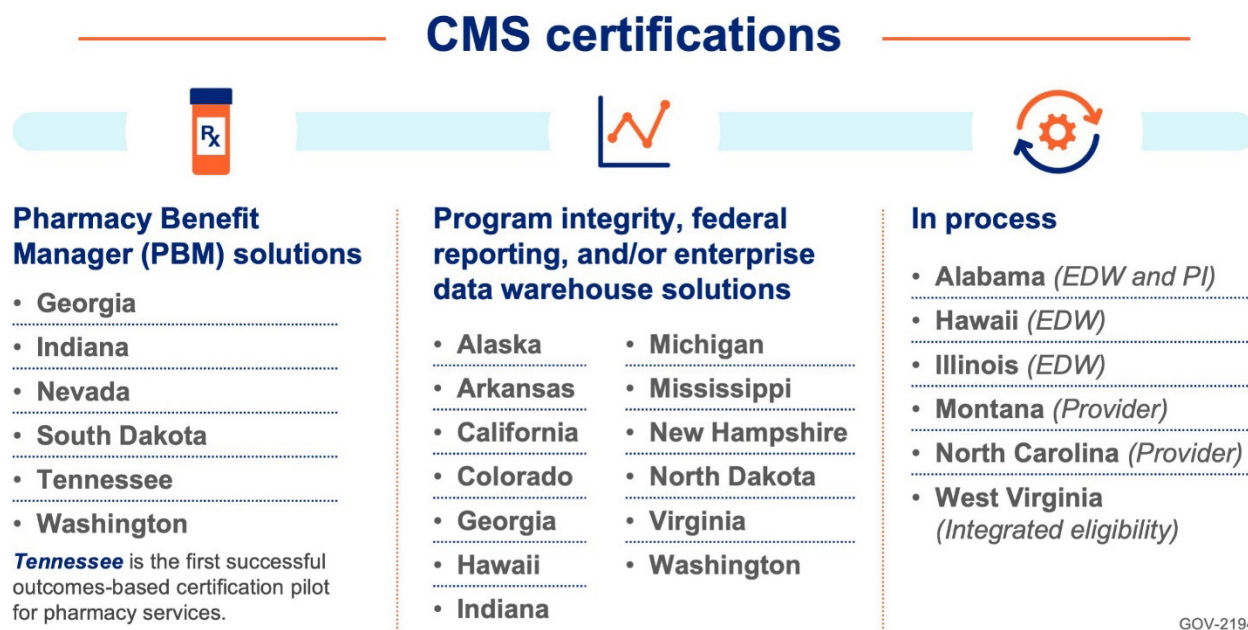 CMS certifications
Rx
Pharmacy Benefit
Manager (PBM) solutions
• Georgia
• Indiana
• Nevada
• South Dakota
• Tennessee
• Washington
Tennessee is the first successful
outcomes-based certification pilot
for pharmacy services.
Program integrity, federal
reporting, and/or enterprise
data warehouse solutions
• Alaska
• Arkansas
• California
• Colorado
• Georgia
• Hawaii
• Indiana
• Michigan
• Mississippi
• New Hampshire
• North Dakota
• Virginia
• Washington
In process
• Alabama (EDW and PI)
• Hawaii (EDW)
• Illinois (EDW)
• Montana (Provider)
• North Carolina (Provider)
• West Virginia
(Integrated eligibility)
GOV-2194